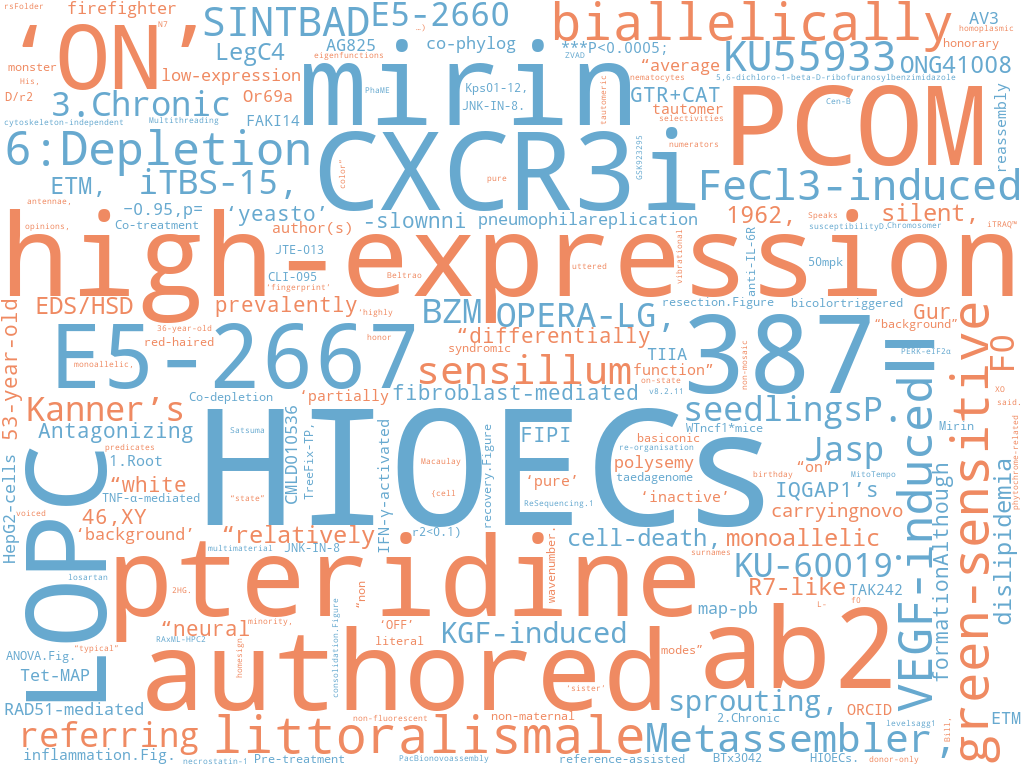 rsFolder
firefighter
N7
SINTBAD
E5-2660
…)
biallelically
AV3
homoplasmic
honorary
‘ON’
monster
His,
D/r2
LegC4
AG825
eigenfunctions
co-phylog
***P<0.0005;
ZVAD
“average
nematocytes
KU55933
ONG41008
5,6-dichloro-1-beta-D-ribofuranosylbenzimidazole
low-expression
mirin
PhaME
Kps01-12,
JNK-IN-8.
tautomeric
GTR+CAT
tautomer
selectivities
numerators
PCOM
Cen-B
reassembly
3.Chronic
Or69a
FAKI14
cytoskeleton-independent
Multithreading
6:Depletion
CXCR3i
color”
pure
GSK923295
ETM,
iTBS-15,
FeCl3-induced
antennae,
−0.95,p=
Co-treatment
‘yeasto’
author(s)
-slownni
pneumophilareplication
1962,
Speaks
susceptibilityD,
Chromosomer
silent,
iTRAQ™
opinions,
high-expression
JTE-013
CLI-095
‘fingerprint’
Beltrao
uttered
vibrational
anti-IL-6R
50mpk
EDS/HSD
prevalently
‘highly
BZM
OPERA-LG,
resection.Figure
bicolortriggered
Gur
“background”
53-year-old
E5-2667
36-year-old
red-haired
monoallelic,
honor
“differentially
syndromic
TIIA
387
non-mosaic
PERK-eIF2α
FO
XO
said.
sensillum
function”
on-state
v8.2.11
Kanner’s
Co-depletion
‘partially
fibroblast-mediated
seedlingsP.
WTncf1*mice
Mirin
Antagonizing
predicates
HIOECs
Satsuma
“state”
CMLD010536
TreeFix-TP,
IFN-γ-activated
Macaulay
{cell
recovery.Figure
FIPI
ReSequencing.1
basiconic
re-organisation
polysemy
taedagenome
‘pure’
‘inactive’
Jasp
“on”
birthday
MitoTempo
IQGAP1’s
carryingnovo
VEGF-inducedII
green-sensitive
phytochrome-related
dislipidemia
formationAlthough
HepG2-cells
voiced
LOPC
1.Root
“white
TNF-α-mediated
46,XY
‘background’
“relatively
multimaterial
JNK-IN-8
r2<0.1)
cell-death,
monoallelic
surnames
KU-60019
R7-like
TAK242
L-
f0
losartan
pteridine
2HG.
“non
wavenumber.
map-pb
“neural
minority,
RAxML-HPC2
homesign
consolidation.Figure
‘OFF’
literal
KGF-induced
modes”
ab2
ANOVA.Fig.
“typical”
Tet-MAP
authored
‘sister’
RAD51-mediated
non-fluorescent
non-maternal
sprouting,
ORCID
2.Chronic
levelsagg1
Bill.
ETM
referring
littoralismale
Metassembler,
inflammation.Fig.
necrostatin-1
Pre-treatment
PacBionovoassembly
reference-assisted
BTx3042
HIOECs.
donor-only